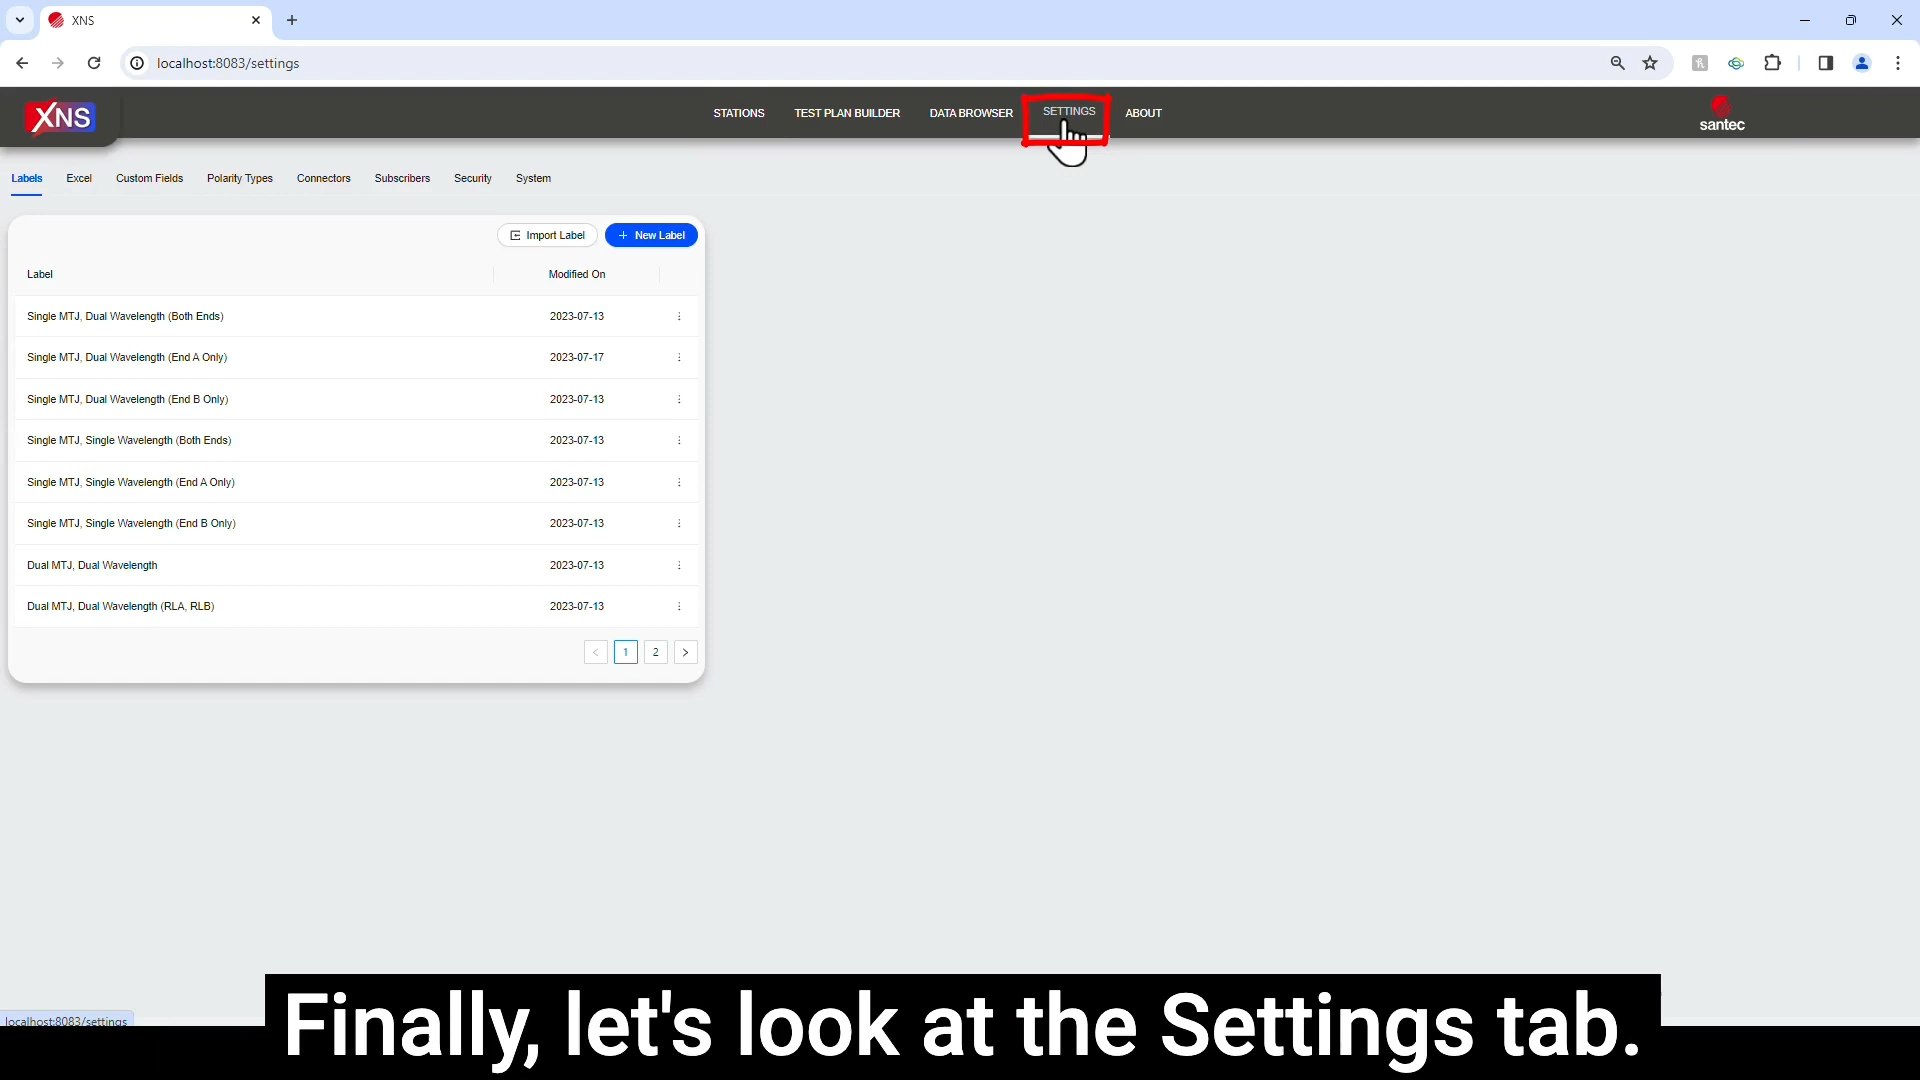 XNS
localhost:8083/settings
XNS
STATIONS TEST PLAN BUILDER DATA BROWSER SETTINGS ABOUT
santec
Labels Excel Custom Fields Polarity Types Connectors Subscribers Security System
Import Label + New Label
Label Modified On
Single MTJ, Dual Wavelength (Both Ends) 2023-07-13
Single MTJ, Dual Wavelength (End A Only) 2023-07-17
Single MTJ, Dual Wavelength (End B Only) 2023-07-13
Single MTJ, Single Wavelength (Both Ends) 2023-07-13
Single MTJ, Single Wavelength (End A Only) 2023-07-13
Single MTJ, Single Wavelength (End B Only) 2023-07-13
Dual MTJ, Dual Wavelength 2023-07-13
Dual MTJ, Dual Wavelength (RLA, RLB) 2023-07-13
< 1 2 >
localhost:8083/settings
Finally, let's look at the Settings tab.